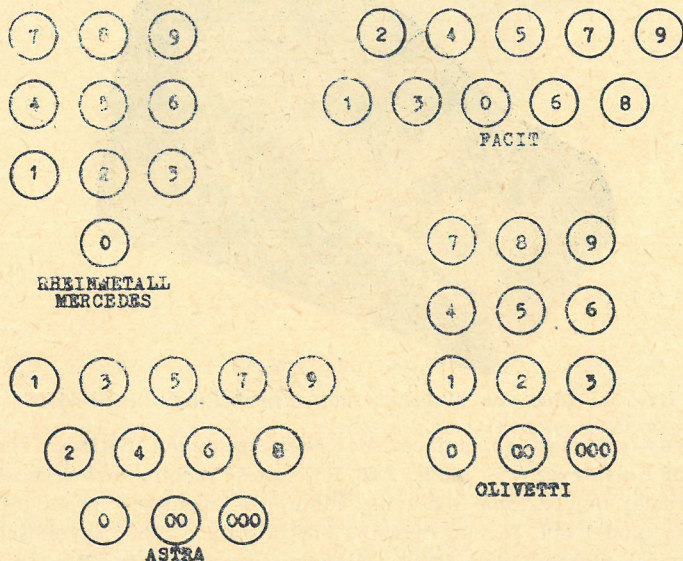 7 8 9
4 5 6
1 2 3
0
RHEINMETALL
MERCEDES
2 4 5 7 9
1 3 0 6 8
FACIT
1 3 5 7 9
2 4 6 8
0 00 000
ASTRA
7 8 9
4 5 6
1 2 3
0 00 000
OLIVETTI